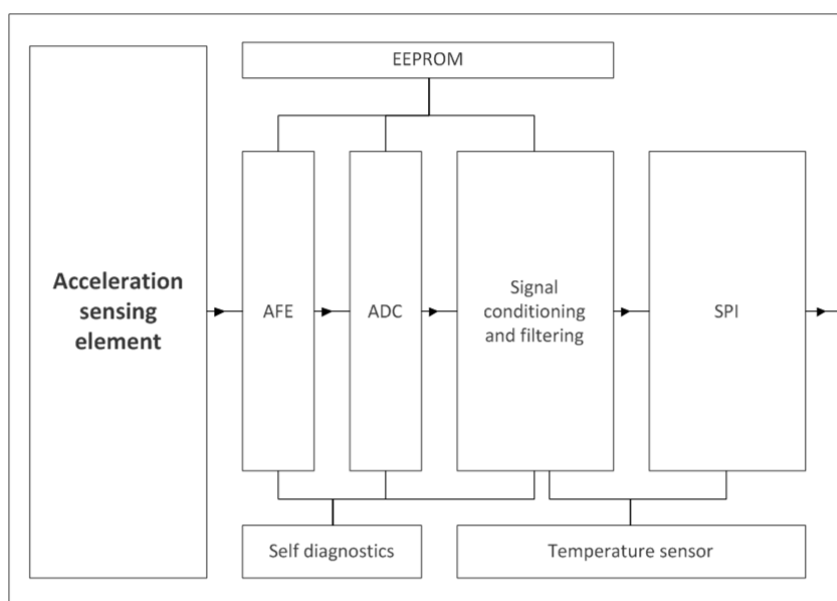 EEPROM
Acceleration
sensing
element
AFE
ADC
Signal
conditioning
and filtering
SPI
Self diagnostics
Temperature sensor